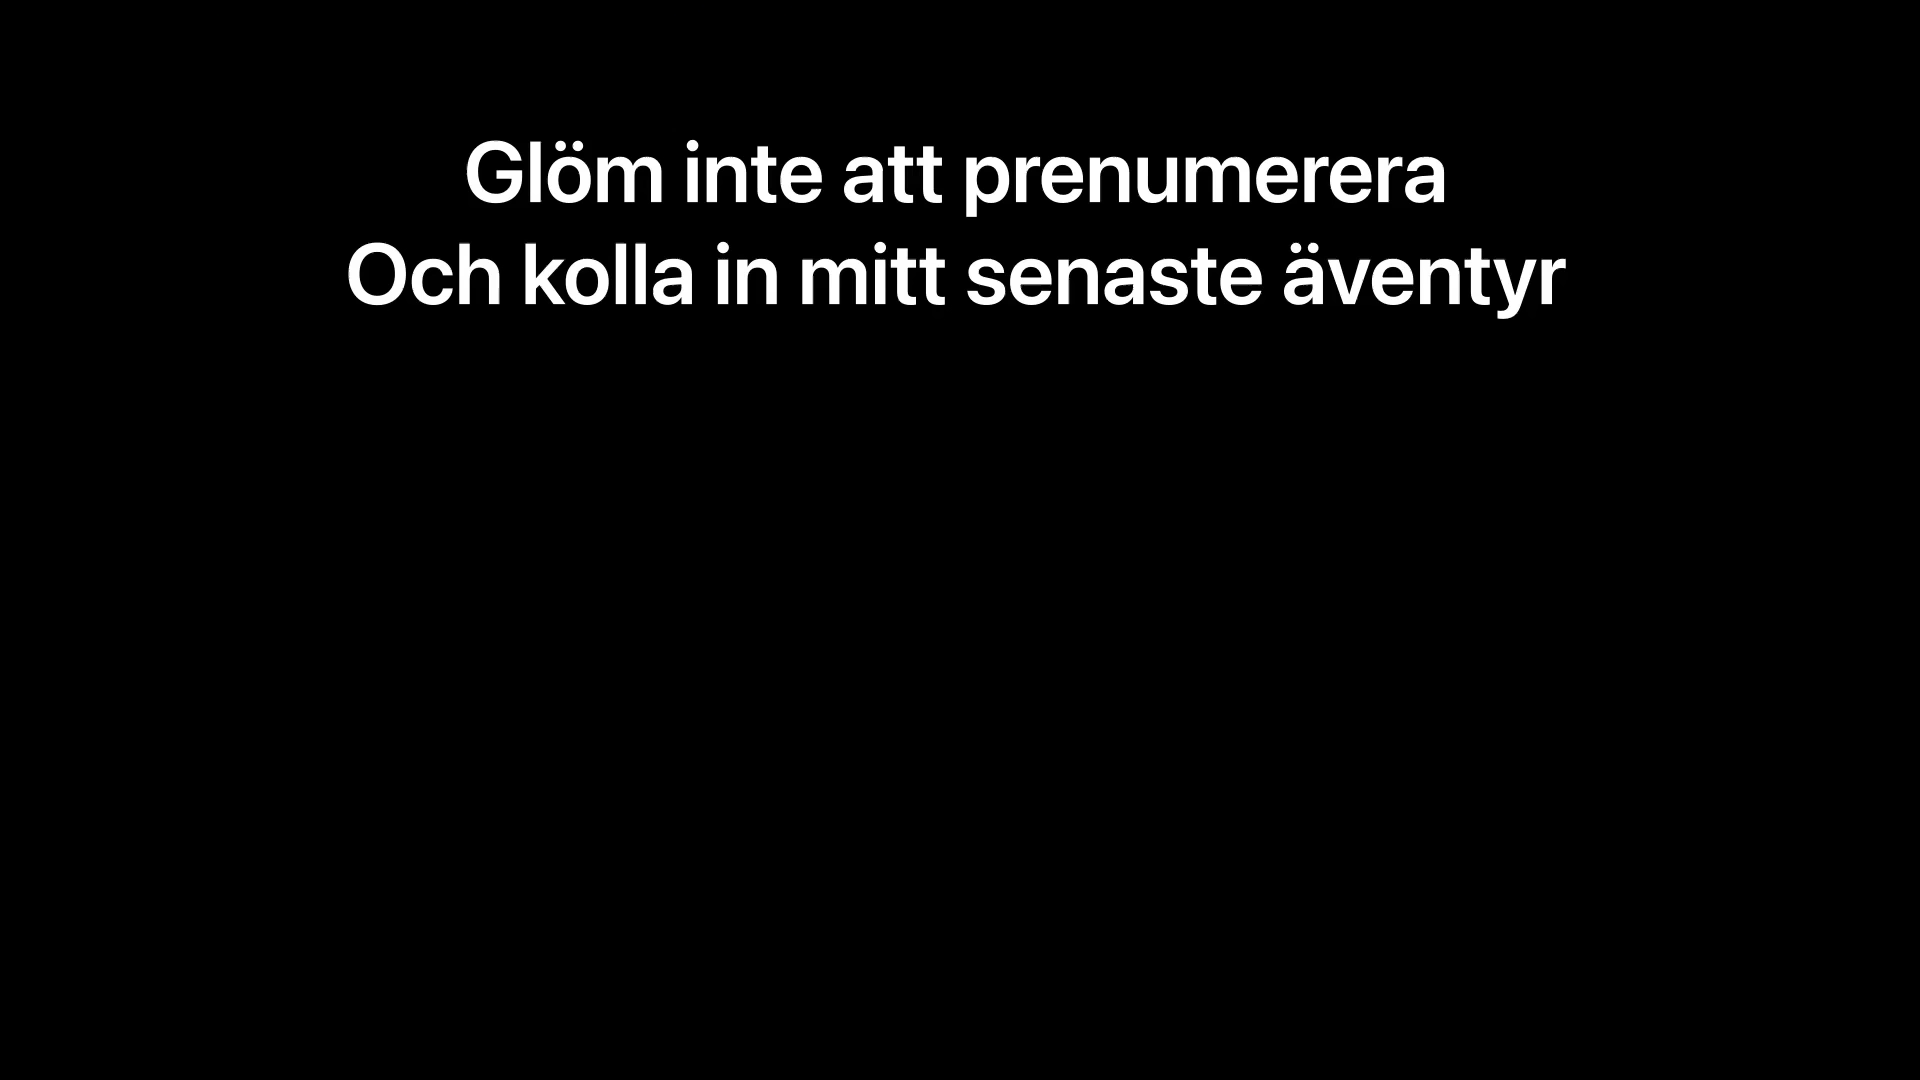 Glöm inte att prenumerera
Och kolla in mitt senaste äventyr